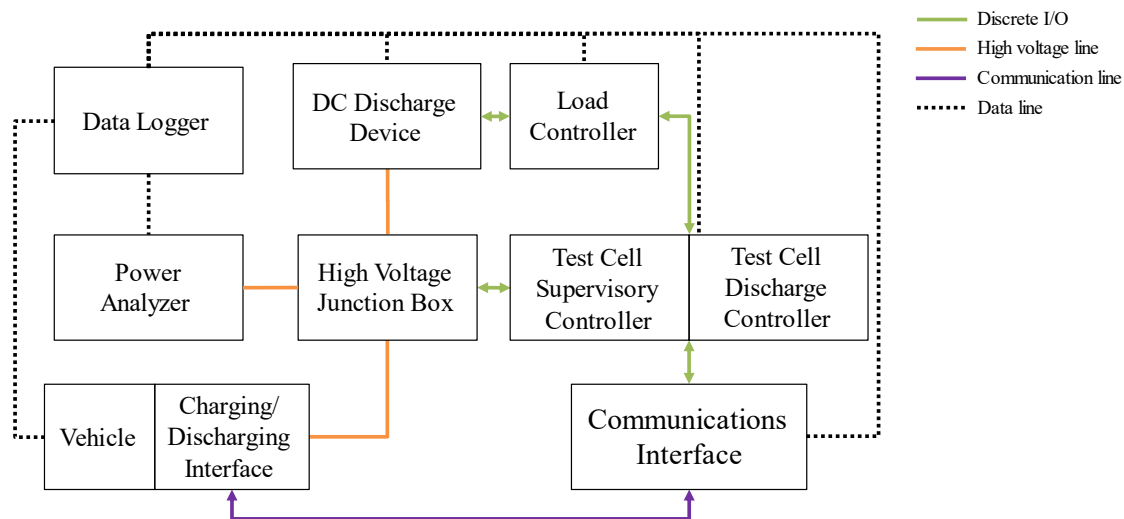 Discrete I/O
High voltage line
Communication line
Data line
Data Logger
DC Discharge
Device
Load
Controller
Power
Analyzer
High Voltage
Junction Box
Test Cell
Supervisory
Controller
Test Cell
Discharge
Controller
Vehicle
Charging/
Discharging
Interface
Communications
Interface